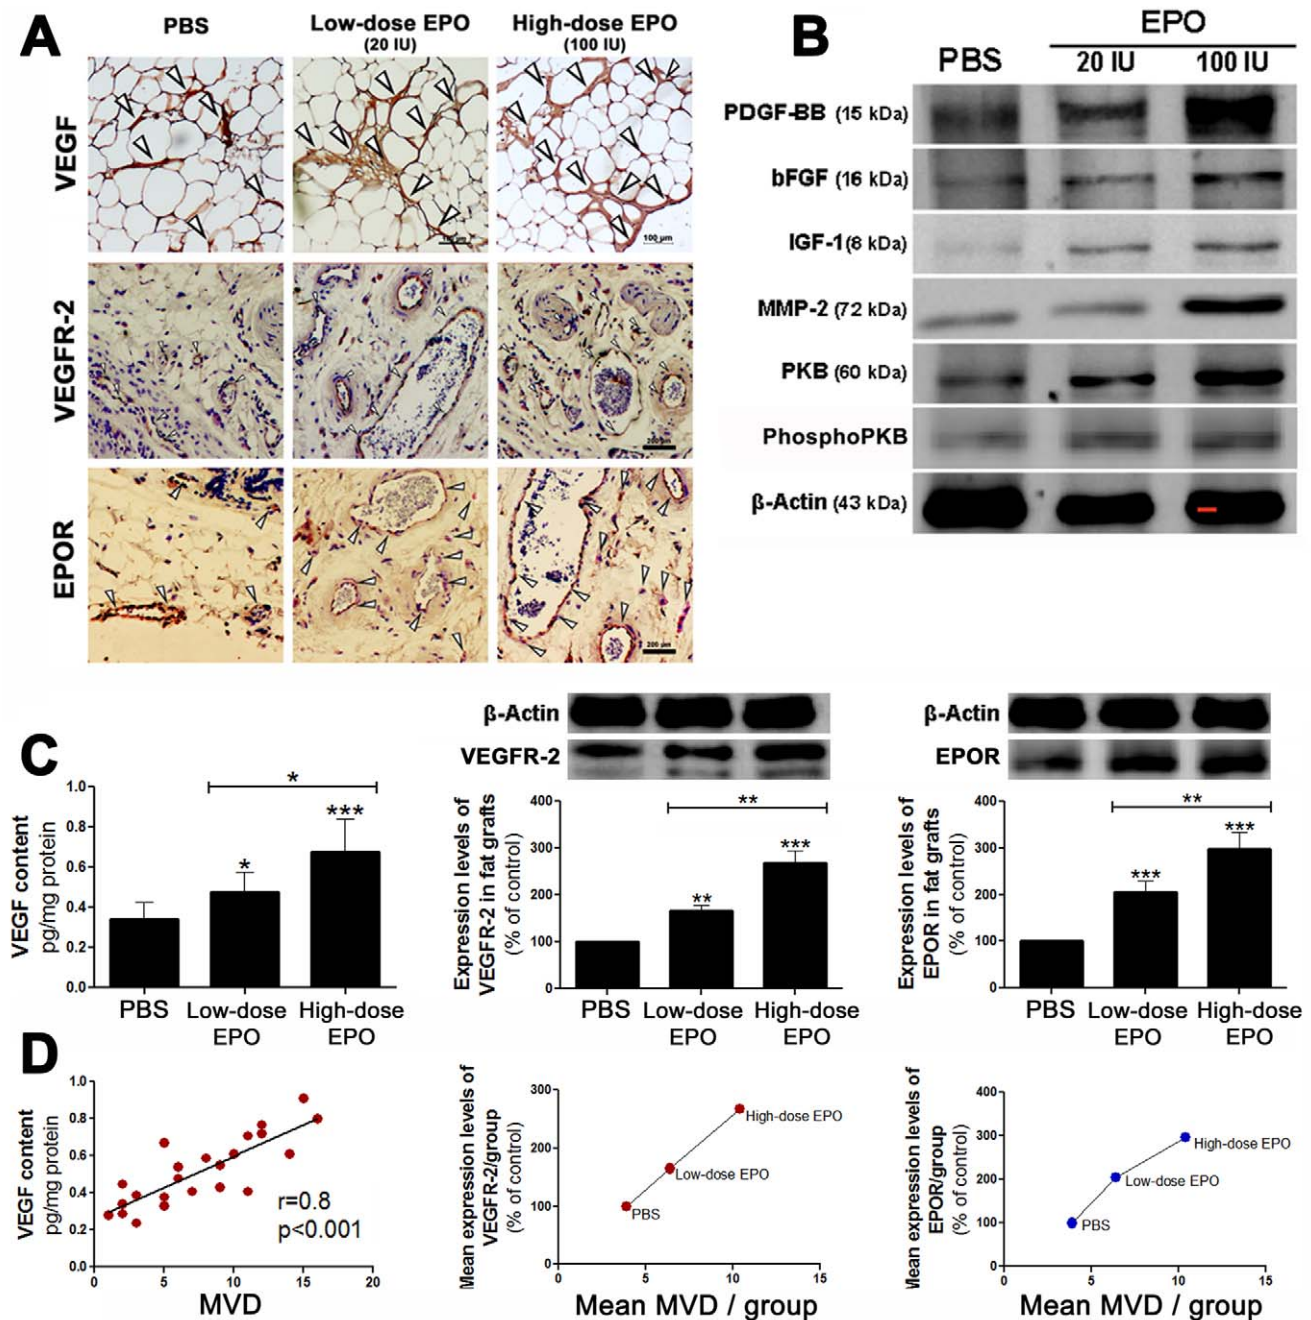 A
PBS
Low-dose EPO
(20 IU)
High-dose EPO
(100 IU)
VEGF
100 µm
100 µm
VEGFR-2
200 µm
EPOR
200 µm
B
EPO
PBS
20 IU
100 IU
PDGF-BB (15 kDa)
bFGF (16 kDa)
IGF-1(8 kDa)
MMP-2 (72 kDa)
PKB (60 kDa)
PhosphoPKB
β-Actin (43 kDa)
C
VEGF content
pg/mg protein
1.0
0.8
0.6
0.4
0.2
0.0
*
***
*
PBS
Low-dose
EPO
High-dose
EPO
β-Actin
VEGFR-2
Expression levels of
VEGFR-2 in fat grafts
(% of control)
400
300
200
100
0
**
***
**
PBS
Low-dose
EPO
High-dose
EPO
β-Actin
EPOR
Expression levels of
EPOR in fat grafts
(% of control)
400
300
200
100
0
**
***
***
PBS
Low-dose
EPO
High-dose
EPO
D
VEGF content
pg/mg protein
1.0
0.8
0.6
0.4
0.2
0.0
r=0.8
p<0.001
0 5 10 15 20
MVD
Mean expression levels of
VEGFR-2/group
(% of control)
300
200
100
0
High-dose EPO
Low-dose EPO
PBS
0 5 10 15
Mean MVD / group
Mean expression levels of
EPOR/group
(% of control)
400
300
200
100
0
High-dose EPO
Low-dose EPO
PBS
0 5 10 15
Mean MVD / group